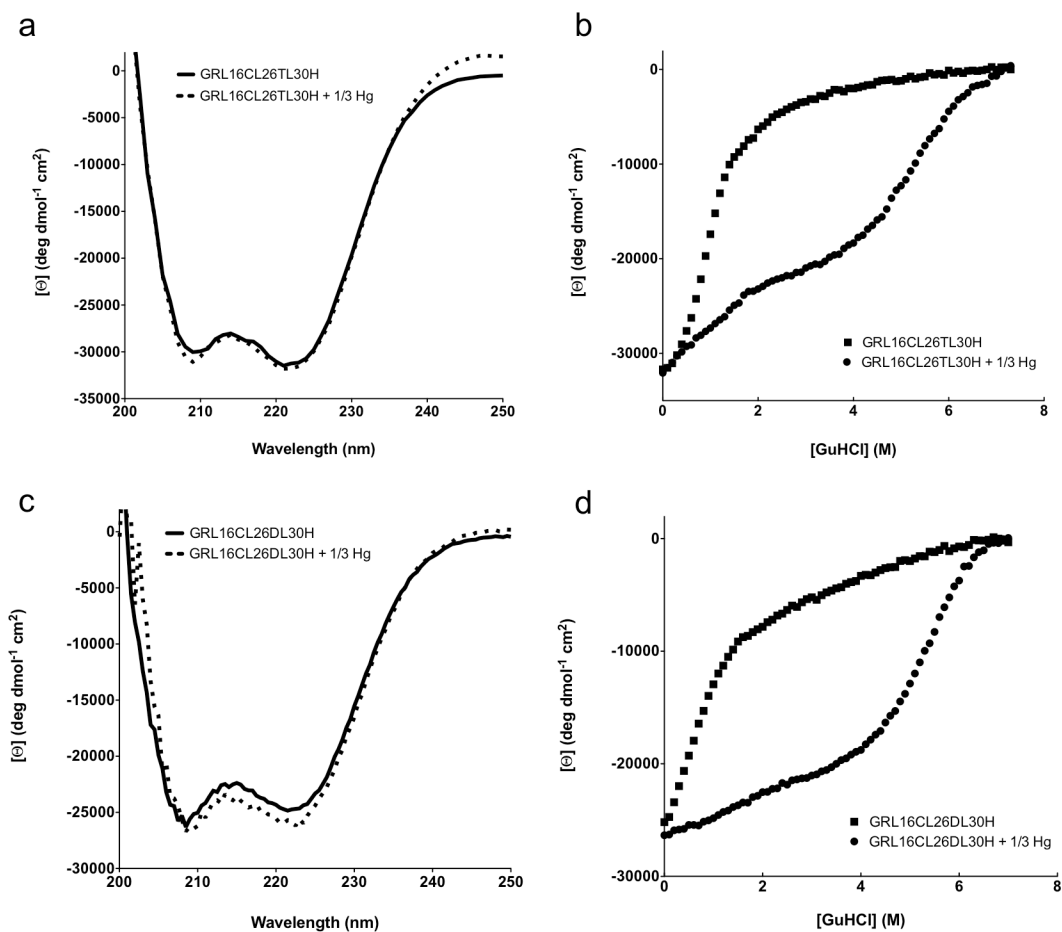 a
0
-5000
-10000
-15000
-20000
-25000
-30000
-35000
200
210
220
230
240
250
[Θ] (deg dmol-1 cm2)
Wavelength (nm)
GRL16CL26TL30H
GRL16CL26TL30H + 1/3 Hg
b
0
-10000
-20000
-30000
0
2
4
6
8
[Θ] (deg dmol-1 cm2)
[GuHCl] (M)
GRL16CL26TL30H
GRL16CL26TL30H + 1/3 Hg
c
0
-5000
-10000
-15000
-20000
-25000
-30000
200
210
220
230
240
250
[Θ] (deg dmol-1 cm2)
Wavelength (nm)
GRL16CL26DL30H
GRL16CL26DL30H + 1/3 Hg
d
0
-10000
-20000
-30000
0
2
4
6
8
[Θ] (deg dmol-1 cm2)
[GuHCl] (M)
GRL16CL26DL30H
GRL16CL26DL30H + 1/3 Hg